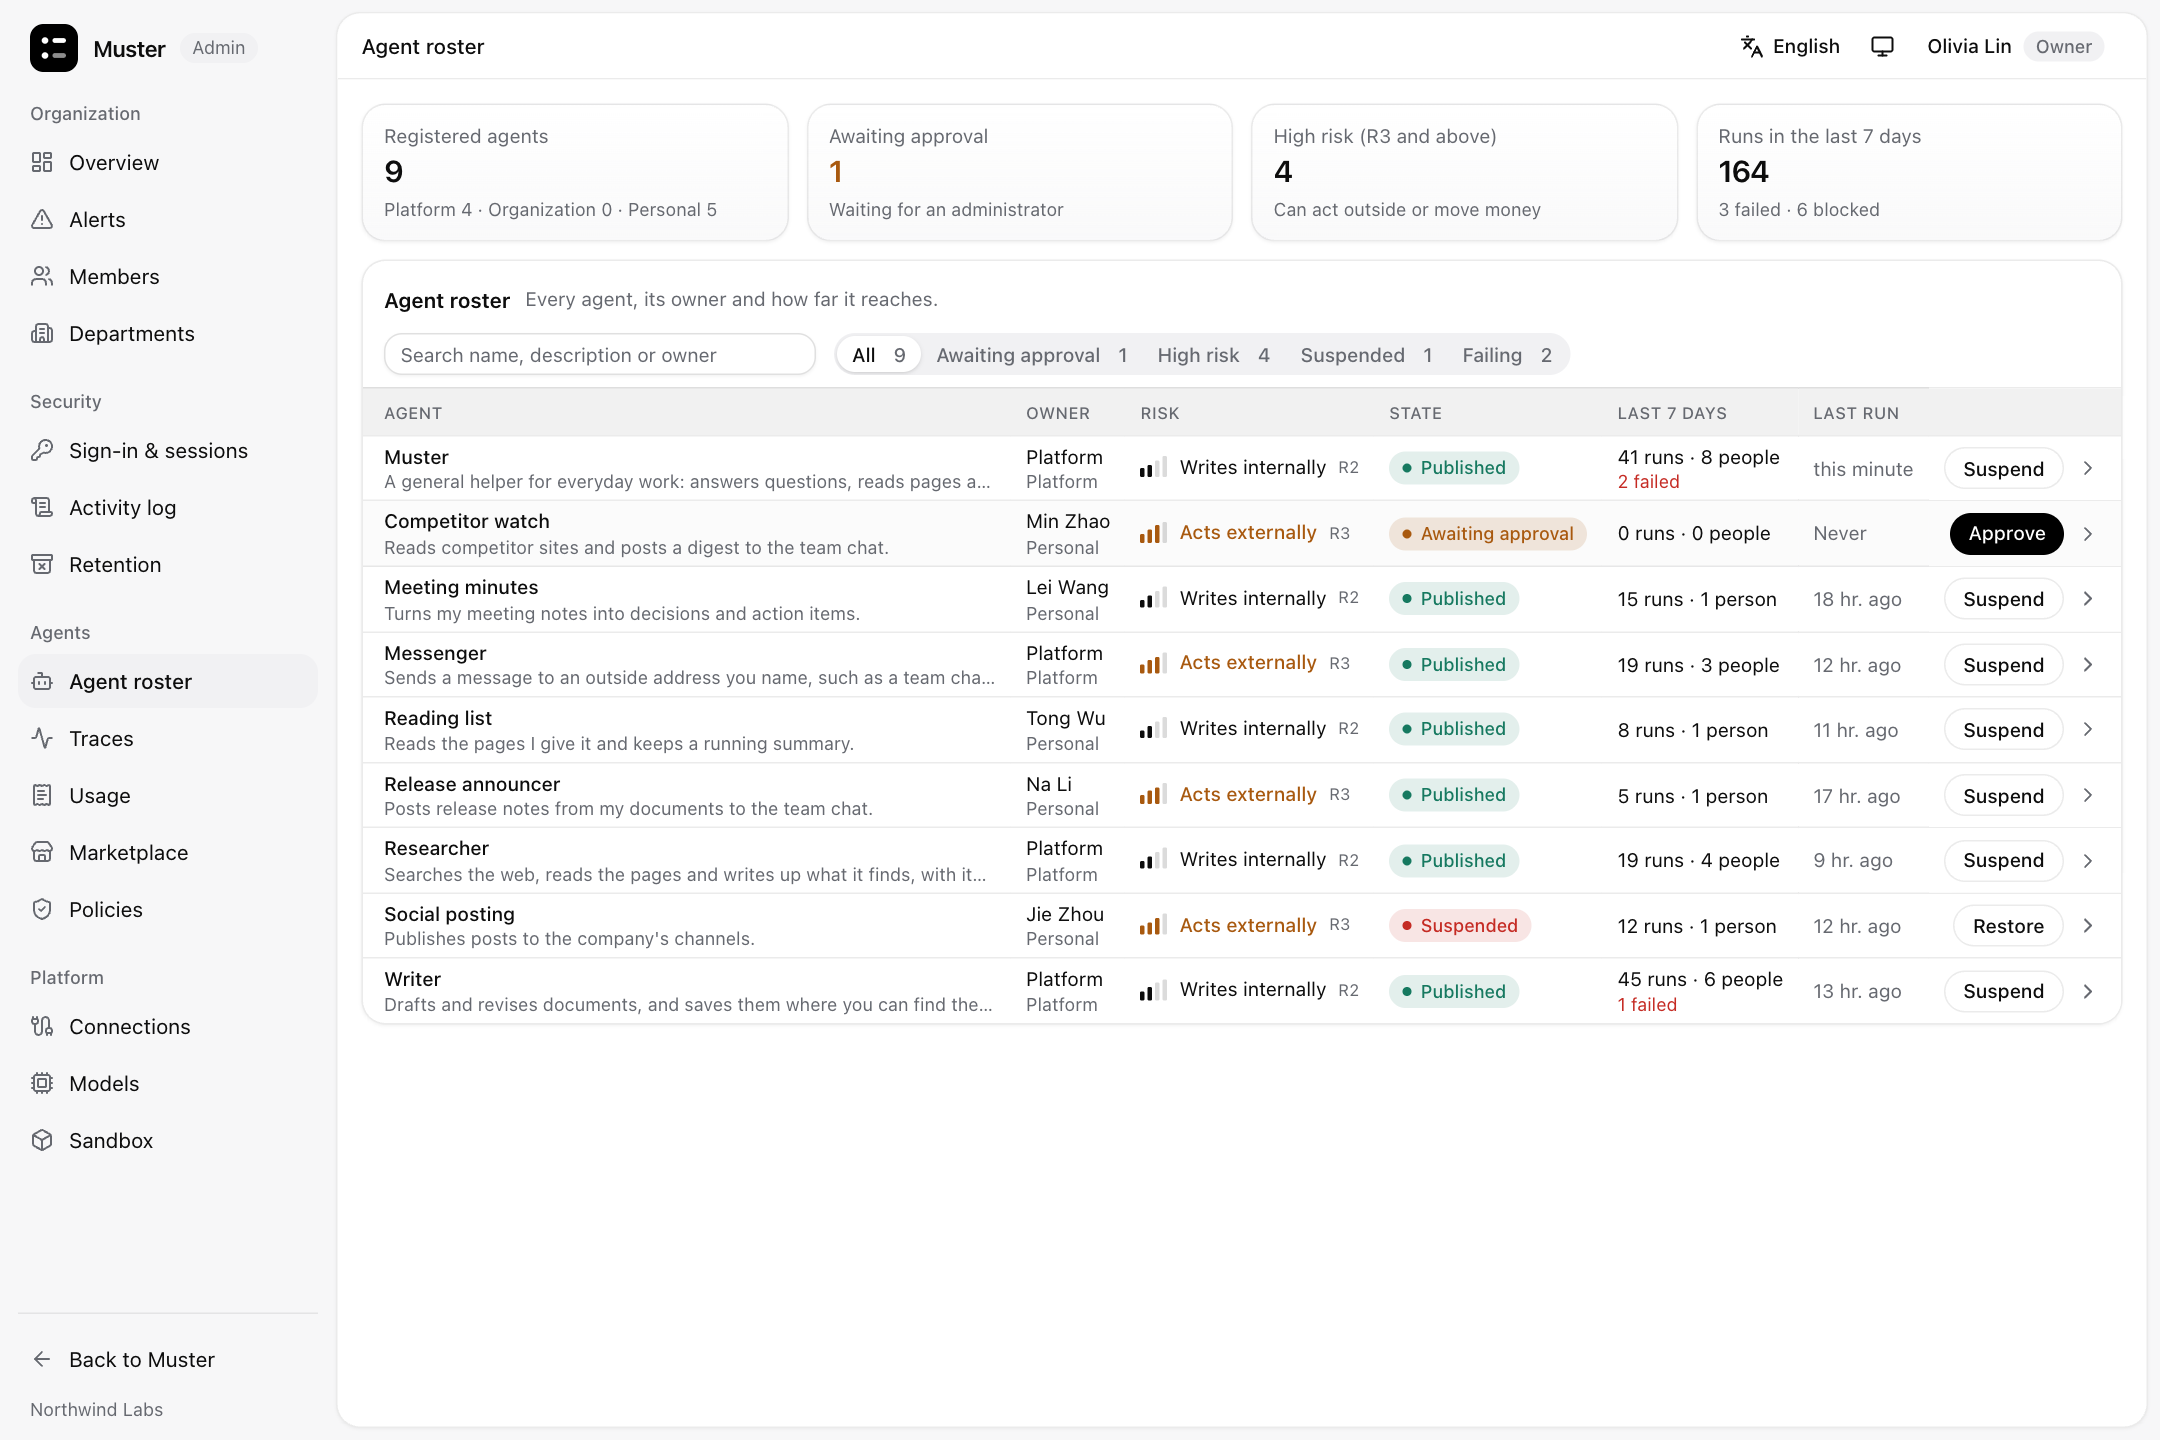 Muster Admin
Organization
Overview
Alerts
Members
Departments
Security
Sign-in & sessions
Activity log
Retention
Agents
Agent roster
Traces
Usage
Marketplace
Policies
Platform
Connections
Models
Sandbox
Back to Muster
Northwind Labs
Agent roster
English
Olivia Lin Owner
Registered agents
9
Platform 4 · Organization 0 · Personal 5
Awaiting approval
1
Waiting for an administrator
High risk (R3 and above)
4
Can act outside or move money
Runs in the last 7 days
164
3 failed · 6 blocked
Agent roster Every agent, its owner and how far it reaches.
Search name, description or owner
All 9 Awaiting approval 1 High risk 4 Suspended 1 Failing 2
AGENT OWNER RISK STATE LAST 7 DAYS LAST RUN
Muster Platform Writes internally R2 Published 41 runs · 8 people this minute Suspend
A general helper for everyday work: answers questions, reads pages a... Platform 2 failed
Competitor watch Min Zhao Acts externally R3 Awaiting approval 0 runs · 0 people Never Approve
Reads competitor sites and posts a digest to the team chat. Personal
Meeting minutes Lei Wang Writes internally R2 Published 15 runs · 1 person 18 hr. ago Suspend
Turns my meeting notes into decisions and action items. Personal
Messenger Platform Acts externally R3 Published 19 runs · 3 people 12 hr. ago Suspend
Sends a message to an outside address you name, such as a team cha... Platform
Reading list Tong Wu Writes internally R2 Published 8 runs · 1 person 11 hr. ago Suspend
Reads the pages I give it and keeps a running summary. Personal
Release announcer Na Li Acts externally R3 Published 5 runs · 1 person 17 hr. ago Suspend
Posts release notes from my documents to the team chat. Personal
Researcher Platform Writes internally R2 Published 19 runs · 4 people 9 hr. ago Suspend
Searches the web, reads the pages and writes up what it finds, with it... Platform
Social posting Jie Zhou Acts externally R3 Suspended 12 runs · 1 person 12 hr. ago Restore
Publishes posts to the company's channels. Personal
Writer Platform Writes internally R2 Published 45 runs · 6 people 13 hr. ago Suspend
Drafts and revises documents, and saves them where you can find the... Platform 1 failed